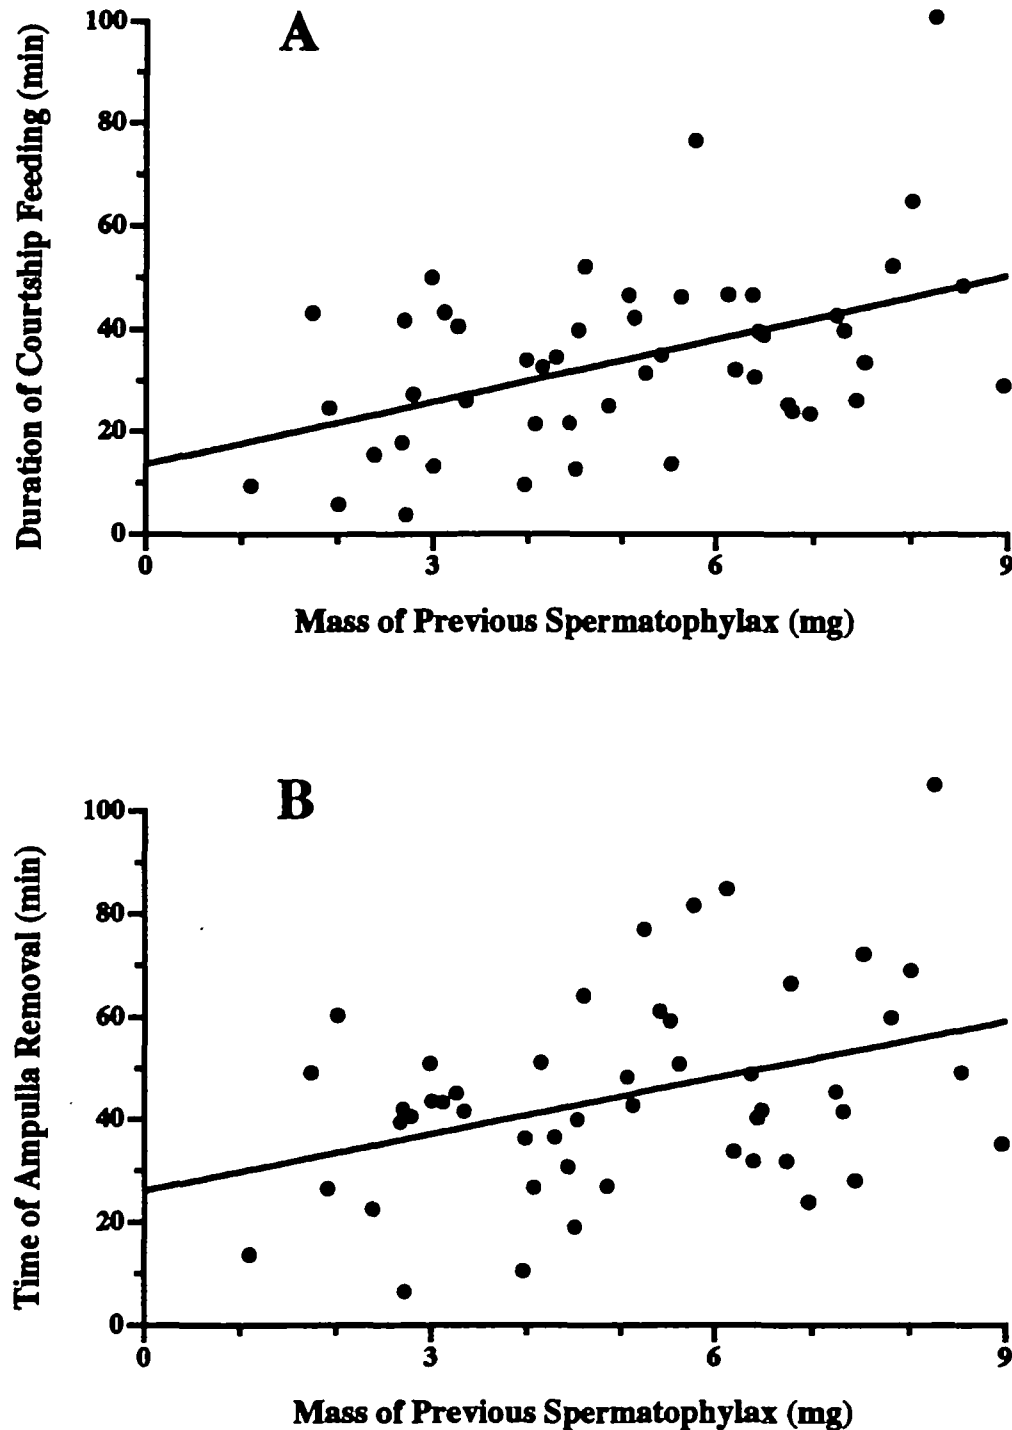 A
Duration of Courtship Feeding (min)
100
80
60
40
20
0
0 3 6 9
Mass of Previous Spermatophylax (mg)
B
Time of Ampulla Removal (min)
100
80
60
40
20
0
0 3 6 9
Mass of Previous Spermatophylax (mg)